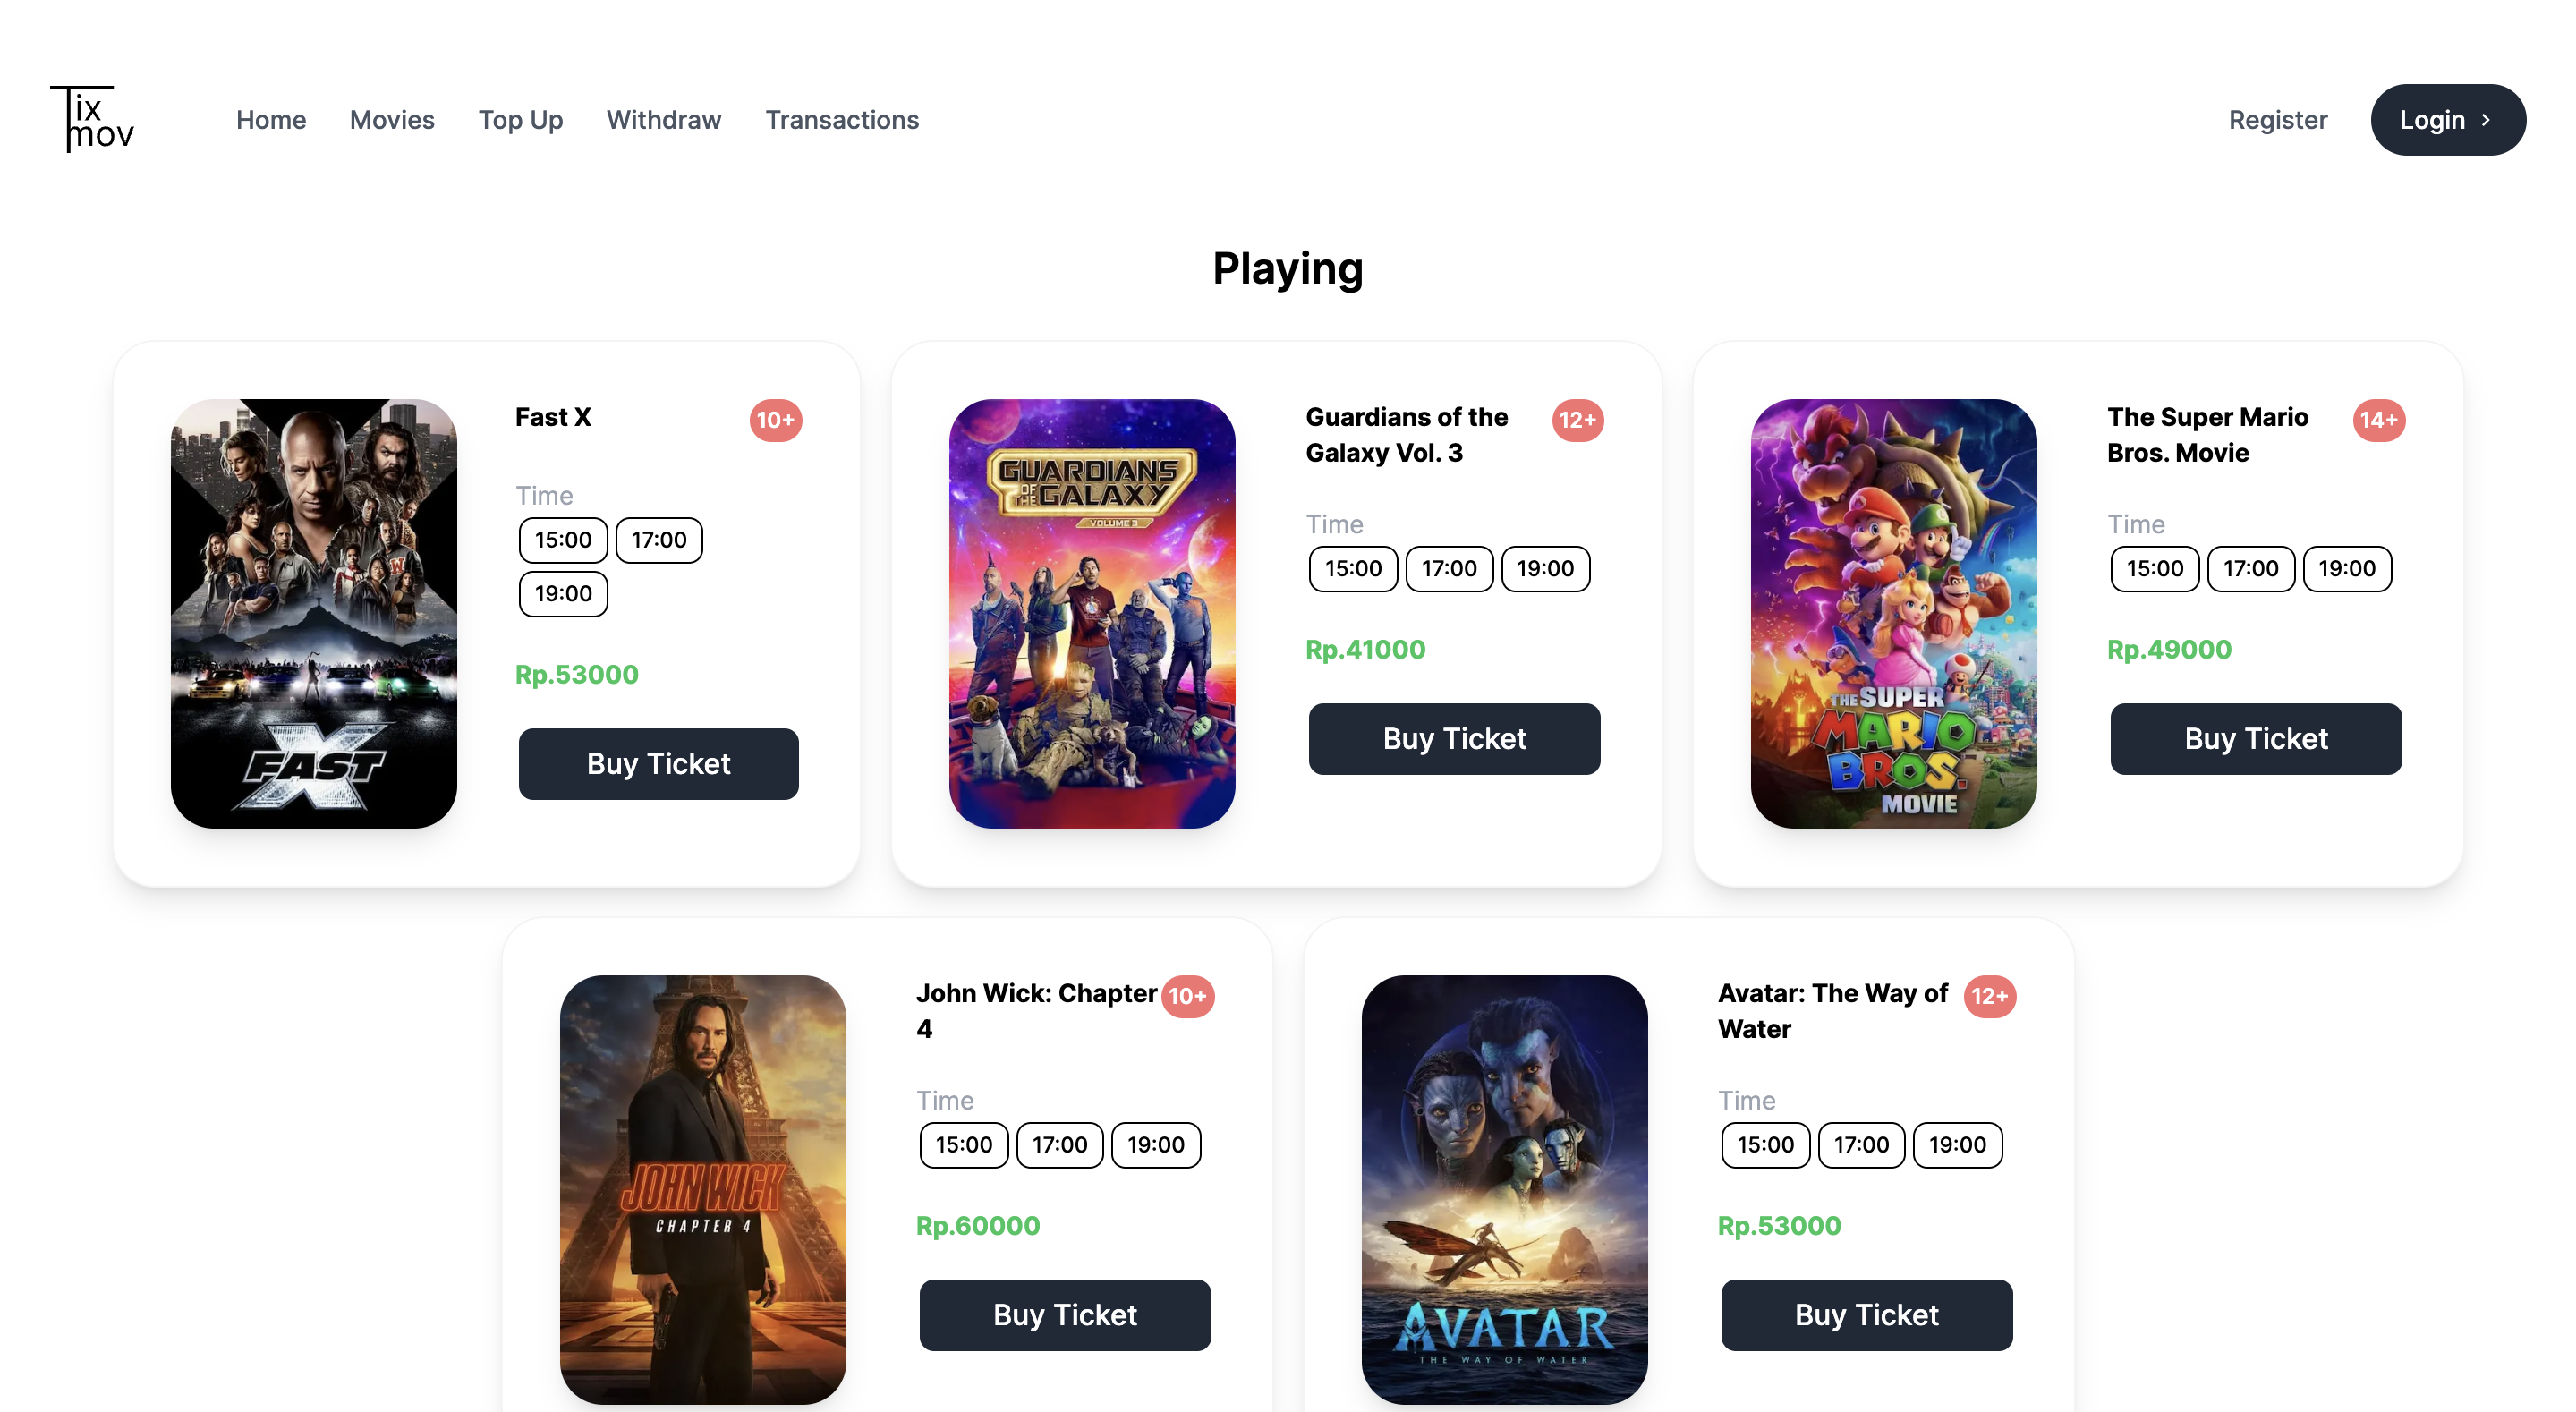 Tix
mov
Home
Movies
Top Up
Withdraw
Transactions
Register
Login
Playing
FAST X
Fast X
10+
Time
15:00
17:00
19:00
Rp.53000
Buy Ticket
GUARDIANS
OF THE
GALAXY
VOLUME 3
Guardians of the
Galaxy Vol. 3
12+
Time
15:00
17:00
19:00
Rp.41000
Buy Ticket
THE SUPER
MARIO
BROS.
MOVIE
The Super Mario
Bros. Movie
14+
Time
15:00
17:00
19:00
Rp.49000
Buy Ticket
JOHN WICK
CHAPTER 4
John Wick: Chapter
4
10+
Time
15:00
17:00
19:00
Rp.60000
Buy Ticket
AVATAR
THE WAY OF WATER
Avatar: The Way of
Water
12+
Time
15:00
17:00
19:00
Rp.53000
Buy Ticket